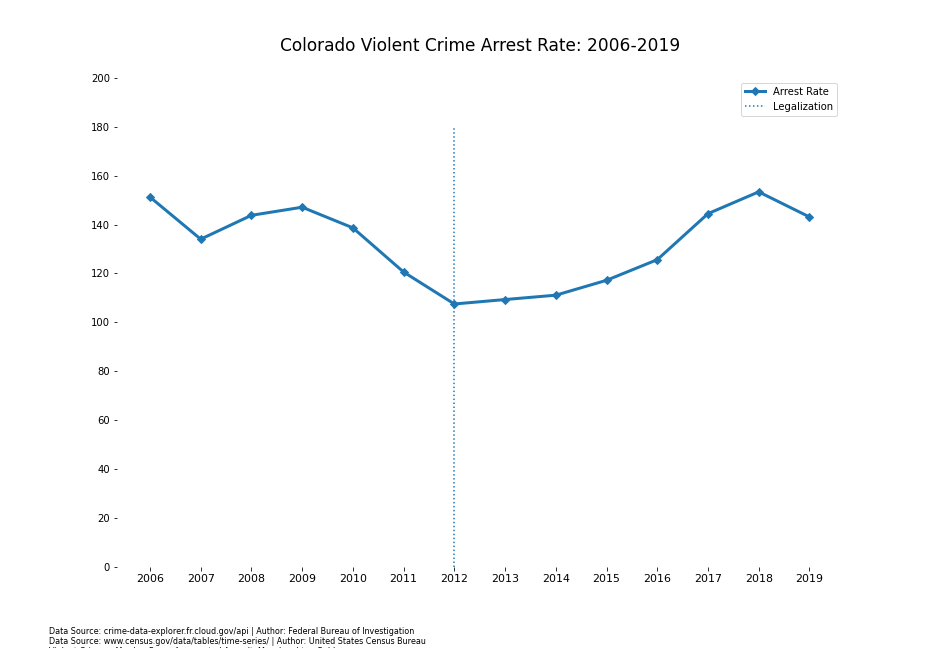 Colorado Violent Crime Arrest Rate: 2006-2019
200
Arrest Rate
Legalization
180
160
140
120
100
80
60
40
20
0
2006 2007 2008 2009 2010 2011 2012 2013 2014 2015 2016 2017 2018 2019
Data Source: crime-data-explorer.fr.cloud.gov/api | Author: Federal Bureau of Investigation
Data Source: www.census.gov/data/tables/time-series/ | Author: United States Census Bureau